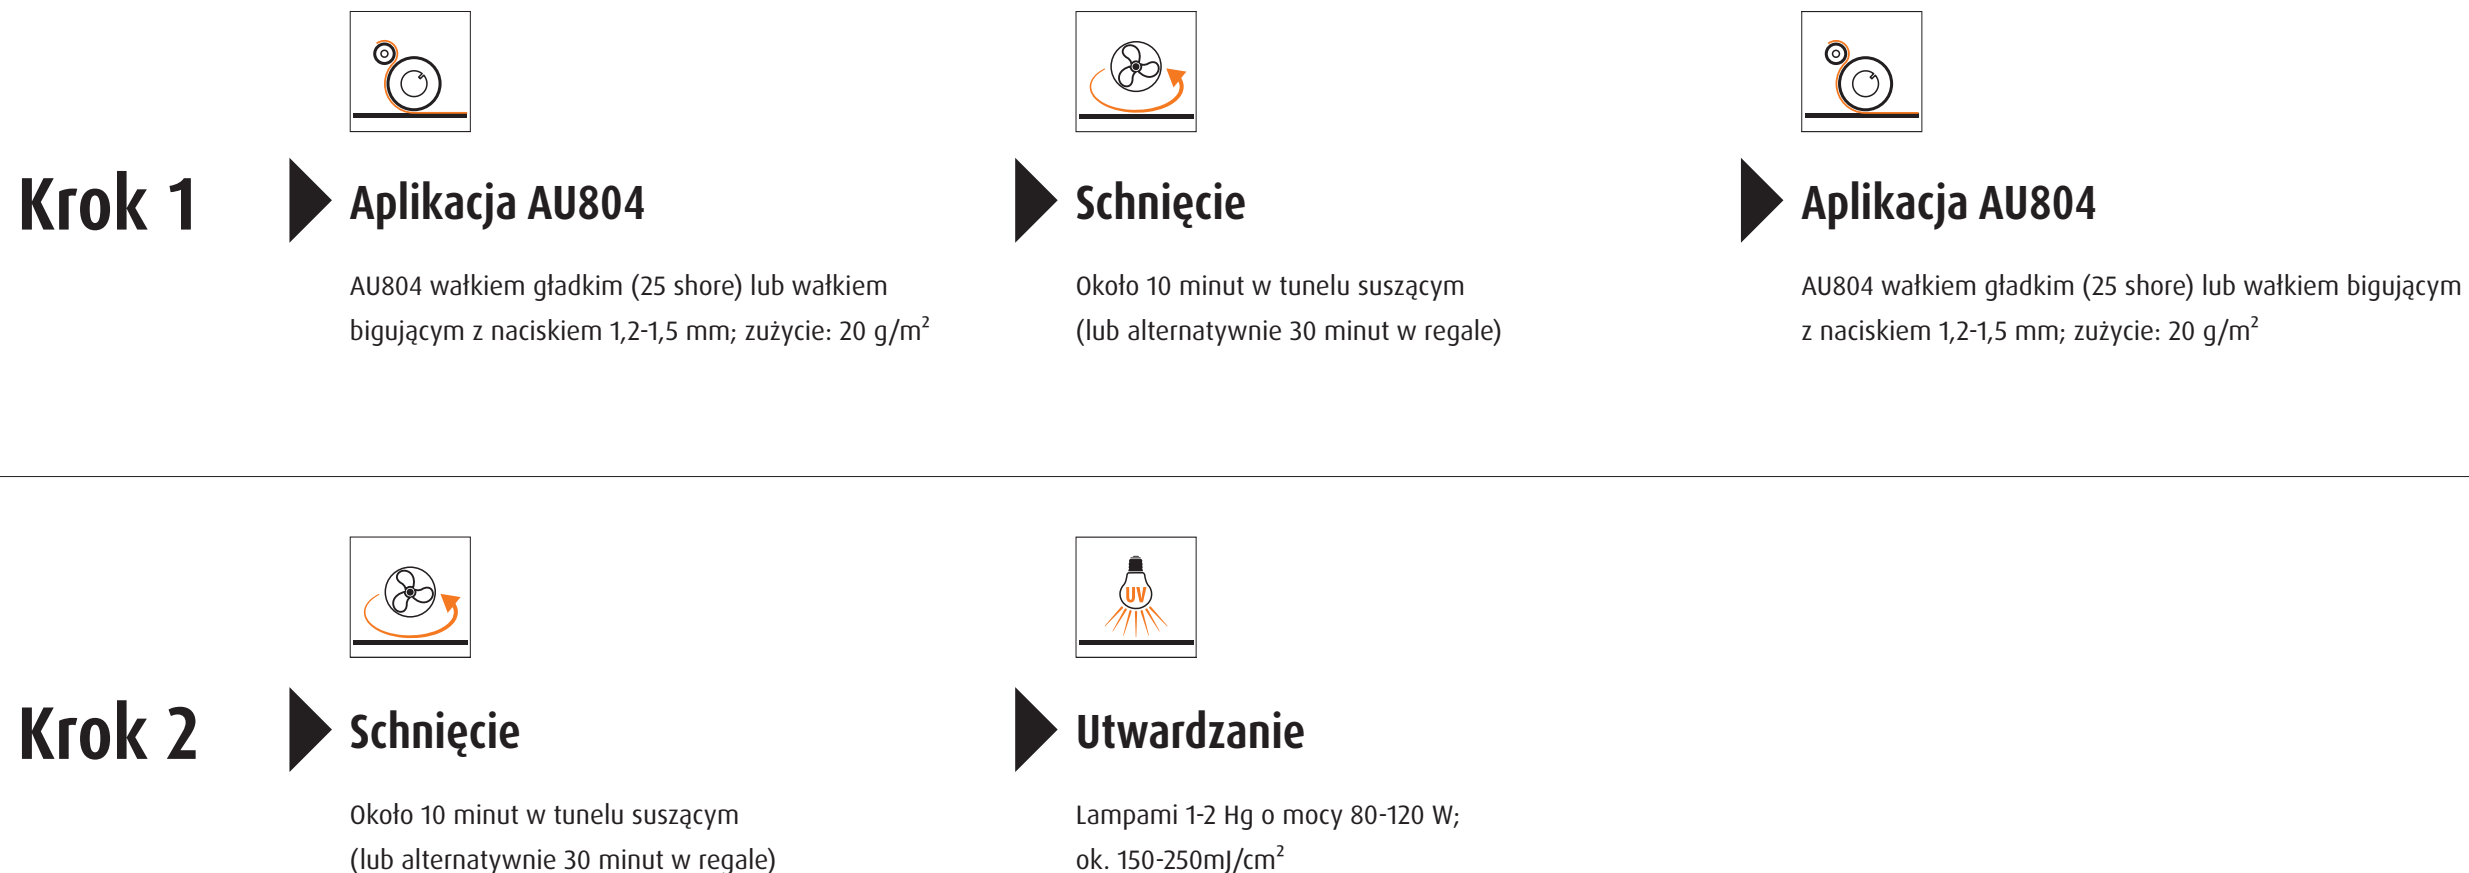 Krok 1
Aplikacja AU804
AU804 wałkiem gładkim (25 shore) lub wałkiem
bigującym z naciskiem 1,2-1,5 mm; zużycie: 20 g/m²
Schnięcie
Około 10 minut w tunelu suszącym
(lub alternatywnie 30 minut w regale)
Aplikacja AU804
AU804 wałkiem gładkim (25 shore) lub wałkiem bigującym
z naciskiem 1,2-1,5 mm; zużycie: 20 g/m²
Krok 2
Schnięcie
Około 10 minut w tunelu suszącym
(lub alternatywnie 30 minut w regale)
UV
Utwardzanie
Lampami 1-2 Hg o mocy 80-120 W;
ok. 150-250mJ/cm²